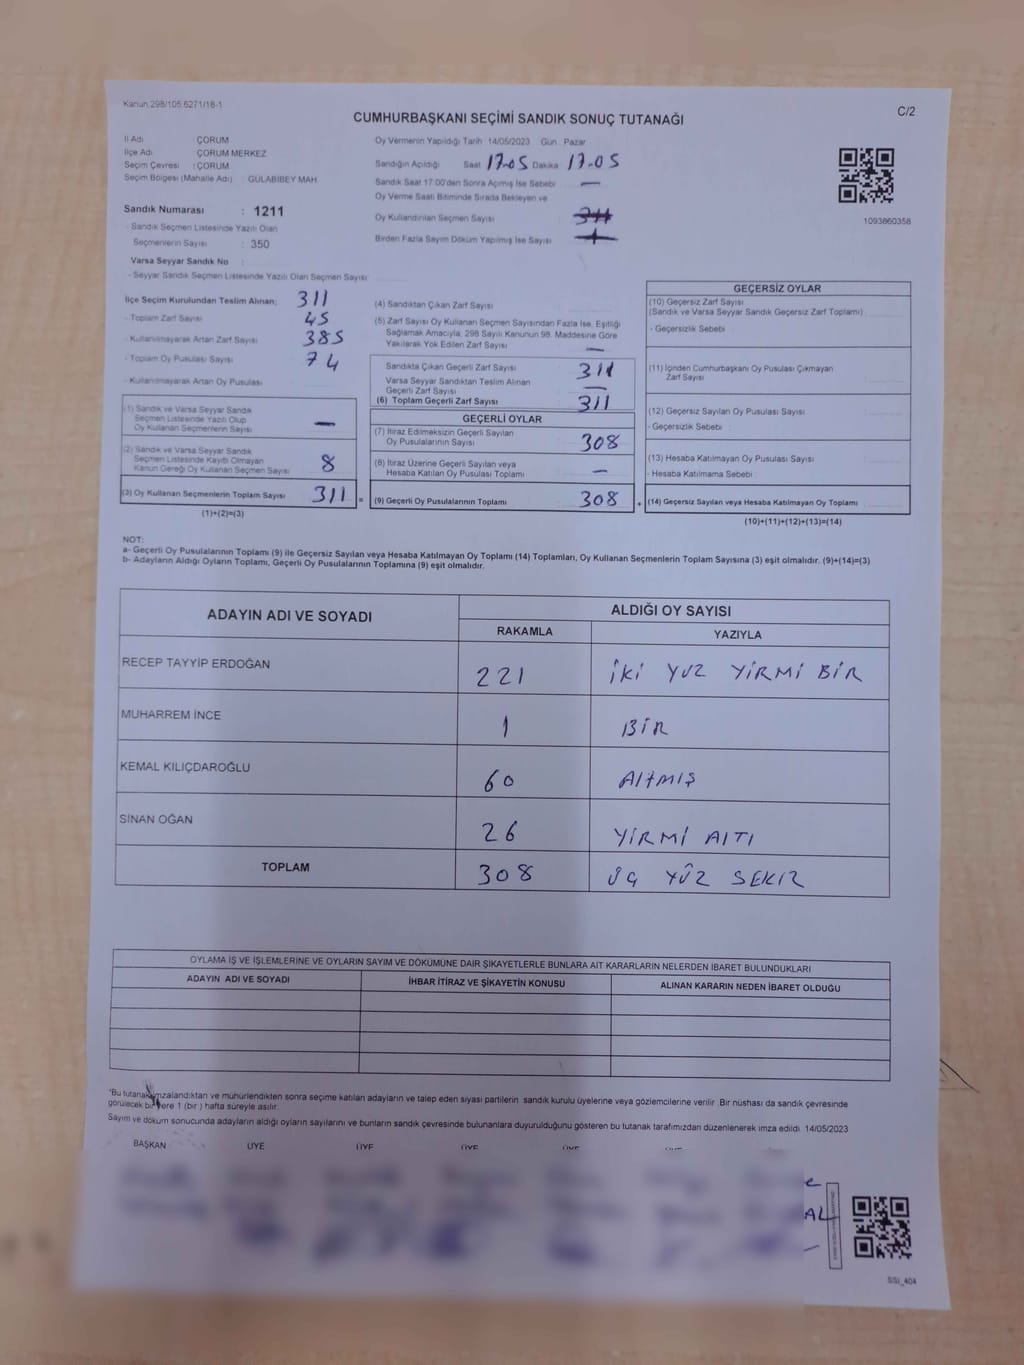 Kanun 298/105 6271/18-1
C/2
CUMHURBAŞKANI SEÇİMİ SANDIK SONUÇ TUTANAĞI
İl Adı ÇORUM
İlçe Adı ÇORUM MERKEZ
Seçim Çevresi : ÇORUM
Seçim Bölgesi (Mahalle Adı) : GÜLABİBEY MAH
Sandık Numarası : 1211
- Sandık Seçmen Listesinde Yazılı Olan
Seçmenlerin Sayısı : 350
Varsa Seyyar Sandık No :
- Seyyar Sandık Seçmen Listesinde Yazılı Olan Seçmen Sayısı
Oy Vermenin Yapıldığı Tarih 14/05/2023 Gün Pazar
Sandığın Açıldığı Saat 17-05 Dakika 17-05
Sandık Saat 17:00'den Sonra Açımış İse Sebebi —
Oy Verme Saati Bitiminde Sırada Bekleyen ve
Oy Kullandırılan Seçmen Sayısı
Birden Fazla Sayım Döküm Yapılmış İse Sayısı
1093860358
İlçe Seçim Kurulundan Teslim Alınan; 311
- Toplam Zarf Sayısı 45
- Kullanılmayarak Artan Zarf Sayısı 385
- Toplam Oy Pusulası Sayısı 74
- Kullanılmayarak Artan Oy Pusulası
(1) Sandık ve Varsa Seyyar Sandık
Seçmen Listesinde Yazılı Olup
Oy Kullanan Seçmenlerin Sayısı —
(2) Sandık ve Varsa Seyyar Sandık
Seçmen Listesinde Kayıtlı Olmayan
Kanun Gereği Oy Kullanan Seçmen Sayısı 8
(3) Oy Kullanan Seçmenlerin Toplam Sayısı 311 =
(1)+(2)=(3)
(4) Sandıktan Çıkan Zarf Sayısı
(5) Zarf Sayısı Oy Kullanan Seçmen Sayısından Fazla İse, Eşitliği
Sağlamak Amacıyla; 298 Sayılı Kanunun 98. Maddesine Göre
Yakılarak Yok Edilen Zarf Sayısı —
Sandıkta Çıkan Geçerli Zarf Sayısı 311
Varsa Seyyar Sandıktan Teslim Alınan
Geçerli Zarf Sayısı —
(6) Toplam Geçerli Zarf Sayısı 311
GEÇERLİ OYLAR
(7) İtiraz Edilmeksizin Geçerli Sayılan
Oy Pusulalarının Sayısı 308
(8) İtiraz Üzerine Geçerli Sayılan veya
Hesaba Katılan Oy Pusulası Toplamı —
(9) Geçerli Oy Pusulalarının Toplamı 308 +
GEÇERSİZ OYLAR
(10) Geçersiz Zarf Sayısı
(Sandık ve Varsa Seyyar Sandık Geçersiz Zarf Toplamı)
- Geçersizlik Sebebi
(11) İçinden Cumhurbaşkanı Oy Pusulası Çıkmayan
Zarf Sayısı
(12) Geçersiz Sayılan Oy Pusulası Sayısı
- Geçersizlik Sebebi
(13) Hesaba Katılmayan Oy Pusulası Sayısı
- Hesaba Katılmama Sebebi
(14) Geçersiz Sayılan veya Hesaba Katılmayan Oy Toplamı
(10)+(11)+(12)+(13)=(14)
NOT:
a- Geçerli Oy Pusulalarının Toplamı (9) ile Geçersiz Sayılan veya Hesaba Katılmayan Oy Toplamı (14) Toplamları, Oy Kullanan Seçmenlerin Toplam Sayısına (3) eşit olmalıdır. (9)+(14)=(3)
b- Adayların Aldığı Oyların Toplamı, Geçerli Oy Pusulalarının Toplamına (9) eşit olmalıdır.
ADAYIN ADI VE SOYADI ALDIĞI OY SAYISI
RAKAMLA YAZIYLA
RECEP TAYYİP ERDOĞAN 221 İKİ YUZ YİRMİ BİR
MUHARREM İNCE 1 BİR
KEMAL KILIÇDAROĞLU 60 AltMIŞ
SİNAN OĞAN 26 YİRMİ ALTI
TOPLAM 308 ÜÇ YÜZ SEKİZ
OYLAMA İŞ VE İŞLEMLERİNE VE OYLARIN SAYIM VE DÖKÜMÜNE DAİR ŞİKAYETLERLE BUNLARA AİT KARARLARIN NELERDEN İBARET BULUNDUKLARI
ADAYIN ADI VE SOYADI İHBAR İTİRAZ VE ŞİKAYETİN KONUSU ALINAN KARARIN NEDEN İBARET OLDUĞU
*Bu tutanak imzalandıktan ve mühürlendikten sonra seçime katılan adayların ve talep eden siyasi partilerin sandık kurulu üyelerine veya gözlemcilerine verilir. Bir nüshası da sandık çevresinde
görülecek bir yere 1 (bir) hafta süreyle asılır.
Sayım ve döküm sonucunda adayların aldığı oyların sayılarını ve bunların sandık çevresinde bulunanlara duyurulduğunu gösteren bu tutanak tarafımızdan düzenlenerek imza edildi. 14/05/2023
BAŞKAN ÜYE ÜYE ÜYE ÜYE
AL
SSI_404